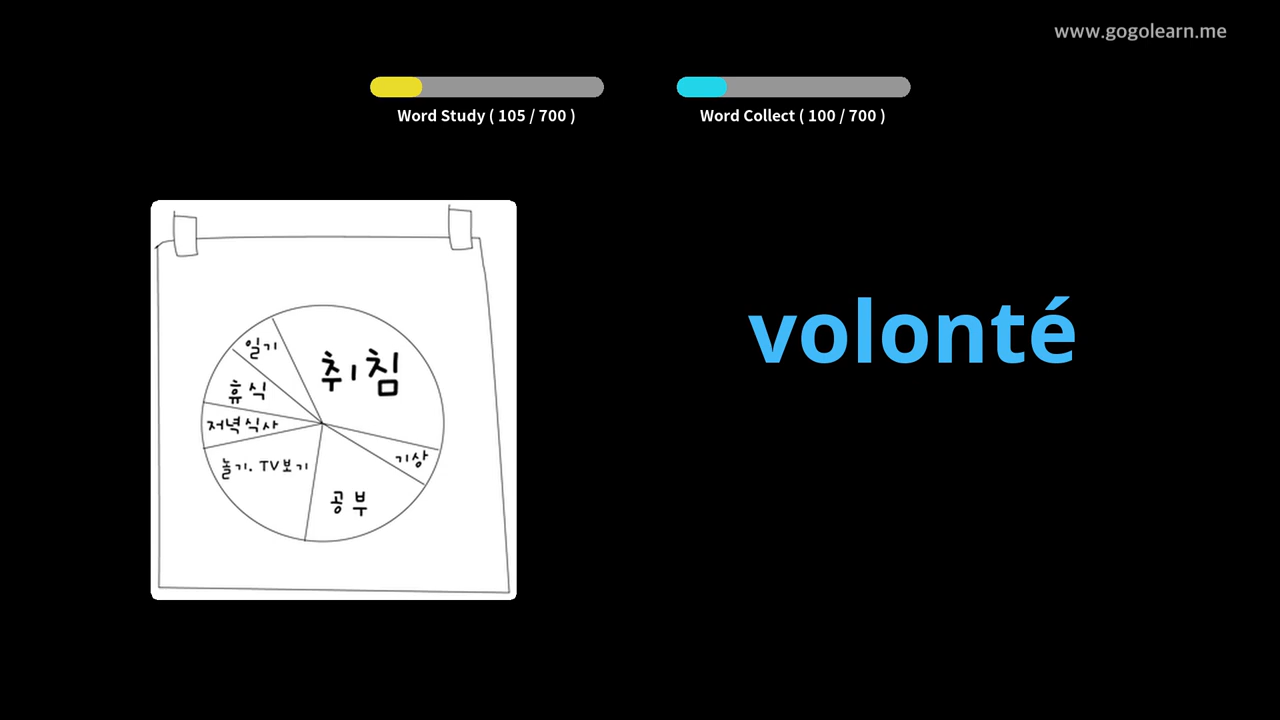 www.gogolearn.me
Word Study ( 105 / 700 )
Word Collect ( 100 / 700 )
일기
취침
휴식
저녁식사
놀기. TV보기
기상
공부
volonté